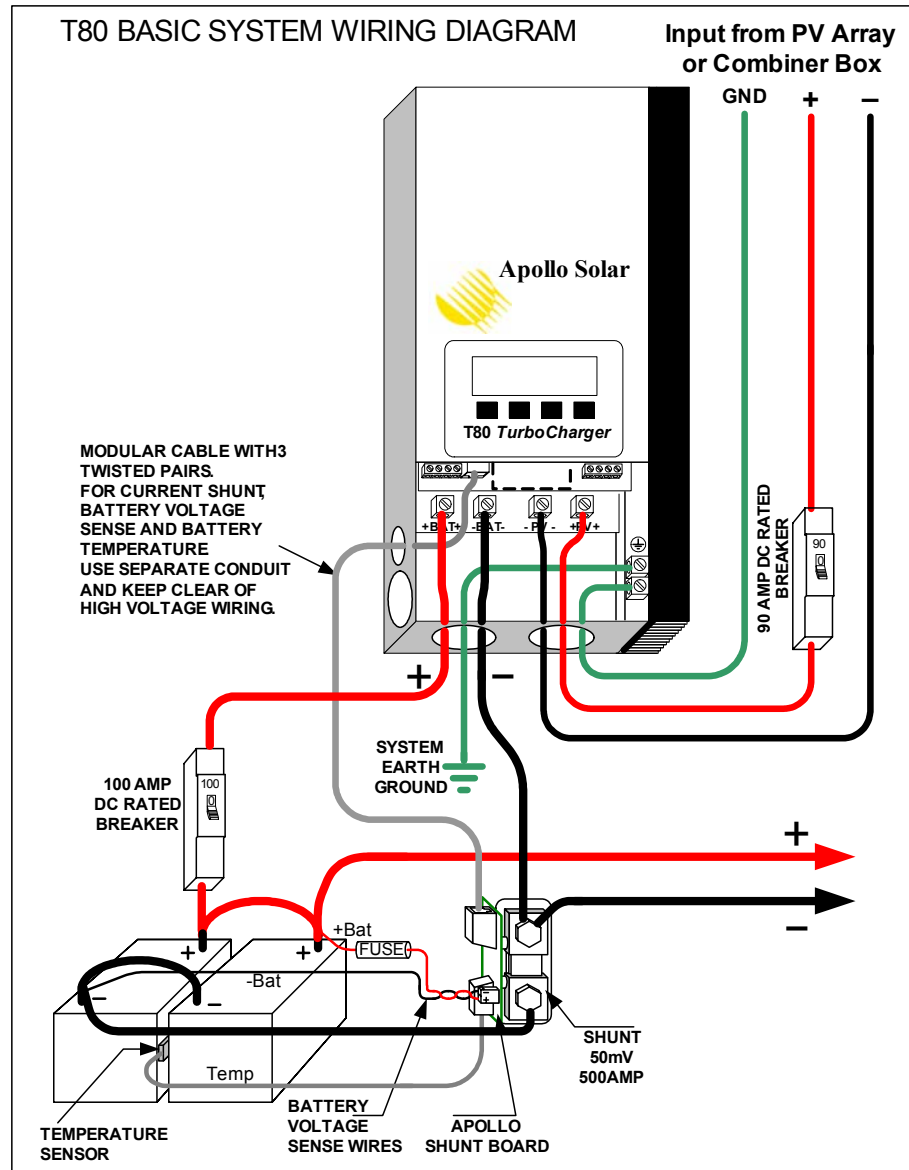 T80 BASIC SYSTEM WIRING DIAGRAM
Input from PV Array
or Combiner Box
GND
+
–
Apollo Solar
T80 TurboCharger
MODULAR CABLE WITH3
TWISTED PAIRS.
FOR CURRENT SHUNT,
BATTERY VOLTAGE
SENSE AND BATTERY
TEMPERATURE
USE SEPARATE CONDUIT
AND KEEP CLEAR OF
HIGH VOLTAGE WIRING.
+BAT+
-BAT-
- PV -
+PV+
90 AMP DC RATED
BREAKER
90
+
–
SYSTEM
EARTH
GROUND
100 AMP
DC RATED
BREAKER
100
+
–
+
+
+Bat
FUSE
-Bat
–
–
–
+
Temp
SHUNT
50mV
500AMP
TEMPERATURE
SENSOR
BATTERY
VOLTAGE
SENSE WIRES
APOLLO
SHUNT BOARD